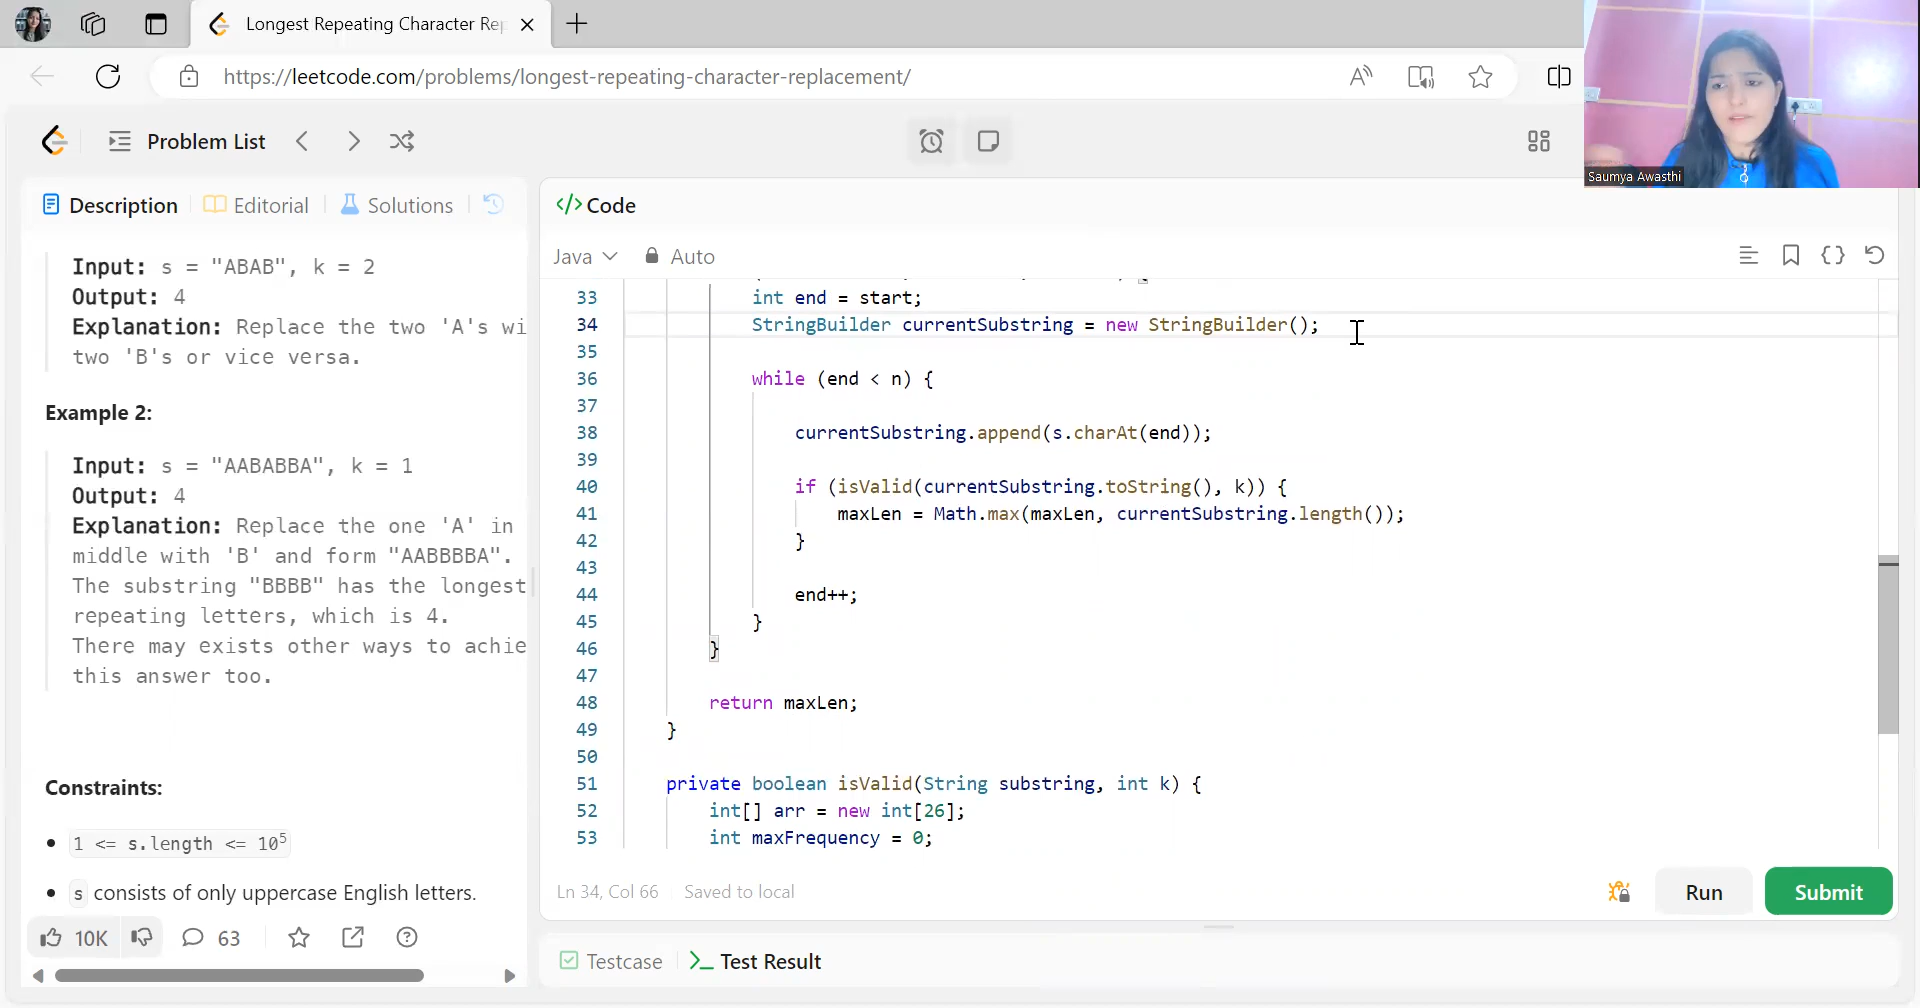 Longest Repeating Character Rep
https://leetcode.com/problems/longest-repeating-character-replacement/
Saumya Awasthi
Problem List
Description
Editorial
Solutions
Input: s = "ABAB", k = 2
Output: 4
Explanation: Replace the two 'A's wi
two 'B's or vice versa.
Example 2:
Input: s = "AABABBA", k = 1
Output: 4
Explanation: Replace the one 'A' in
middle with 'B' and form "AABBBBA".
The substring "BBBB" has the longest
repeating letters, which is 4.
There may exists other ways to achie
this answer too.
Constraints:
1 <= s.length <= 10⁵
s consists of only uppercase English letters.
10K
63
</> Code
Java
Auto
33 int end = start;
34 StringBuilder currentSubstring = new StringBuilder();
35
36 while (end < n) {
37
38 currentSubstring.append(s.charAt(end));
39
40 if (isValid(currentSubstring.toString(), k)) {
41 maxLen = Math.max(maxLen, currentSubstring.length());
42 }
43
44 end++;
45 }
46 }
47
48 return maxLen;
49 }
50
51 private boolean isValid(String substring, int k) {
52 int[] arr = new int[26];
53 int maxFrequency = 0;
Ln 34, Col 66
Saved to local
Run
Submit
Testcase
Test Result